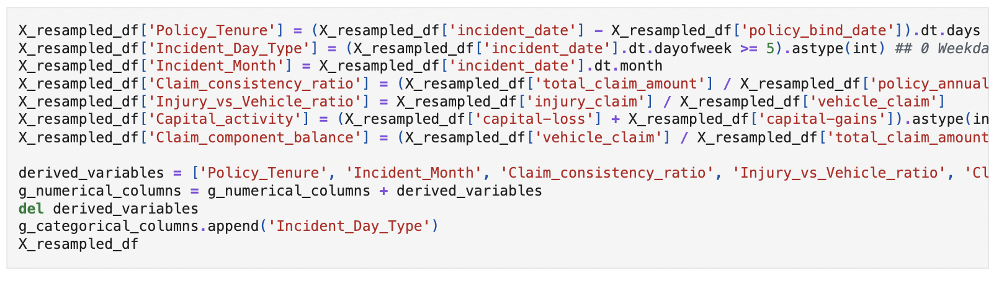 X_resampled_df['Policy_Tenure'] = (X_resampled_df['incident_date'] - X_resampled_df['policy_bind_date']).dt.days
X_resampled_df['Incident_Day_Type'] = (X_resampled_df['incident_date'].dt.dayofweek >= 5).astype(int) ## 0 Weekda
X_resampled_df['Incident_Month'] = X_resampled_df['incident_date'].dt.month
X_resampled_df['Claim_consistency_ratio'] = (X_resampled_df['total_claim_amount'] / X_resampled_df['policy_annual
X_resampled_df['Injury_vs_Vehicle_ratio'] = X_resampled_df['injury_claim'] / X_resampled_df['vehicle_claim']
X_resampled_df['Capital_activity'] = (X_resampled_df['capital-loss'] + X_resampled_df['capital-gains']).astype(in
X_resampled_df['Claim_component_balance'] = (X_resampled_df['vehicle_claim'] / X_resampled_df['total_claim_amount
derived_variables = ['Policy_Tenure', 'Incident_Month', 'Claim_consistency_ratio', 'Injury_vs_Vehicle_ratio', 'Cl
g_numerical_columns = g_numerical_columns + derived_variables
del derived_variables
g_categorical_columns.append('Incident_Day_Type')
X_resampled_df